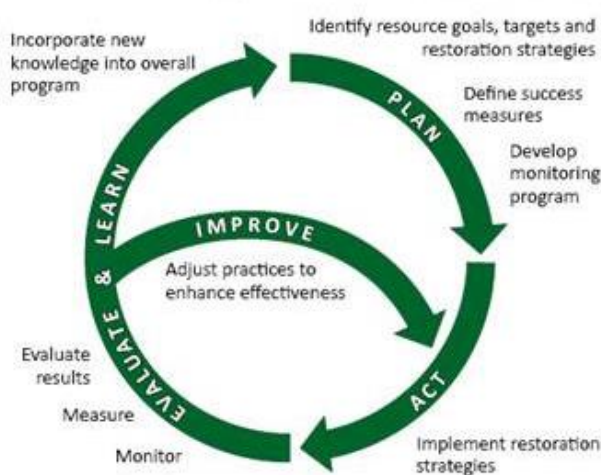 Identify resource goals, targets and
restoration strategies
PLAN
Define success
measures
Develop
monitoring
program
ACT
Implement restoration
strategies
EVALUATE & LEARN
Monitor
Measure
Evaluate
results
IMPROVE
Adjust practices to
enhance effectiveness
Incorporate new
knowledge into overall
program